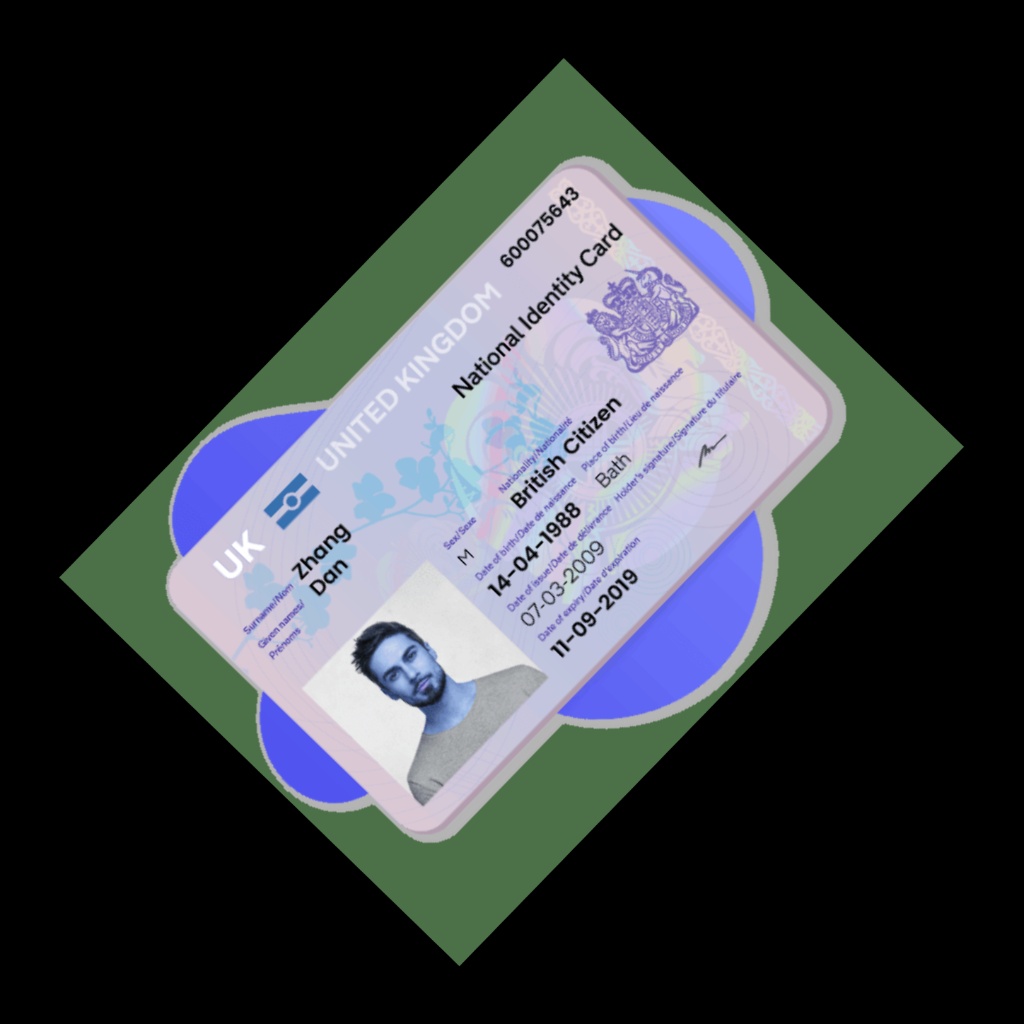 UK UNITED KINGDOM 600075643
National Identity Card
Surname/Nom Zhang
Given names/ Dan
Prénoms
Sex/Sexe Nationality/Nationalité
M British Citizen
Date of birth/Date de naissance Place of birth/Lieu de naissance
14-04-1988 Bath
Date of issue/Date de délivrance Holder's signature/Signature du titulaire
07-03-2009
Date of expiry/Date d'expiration
11-09-2019